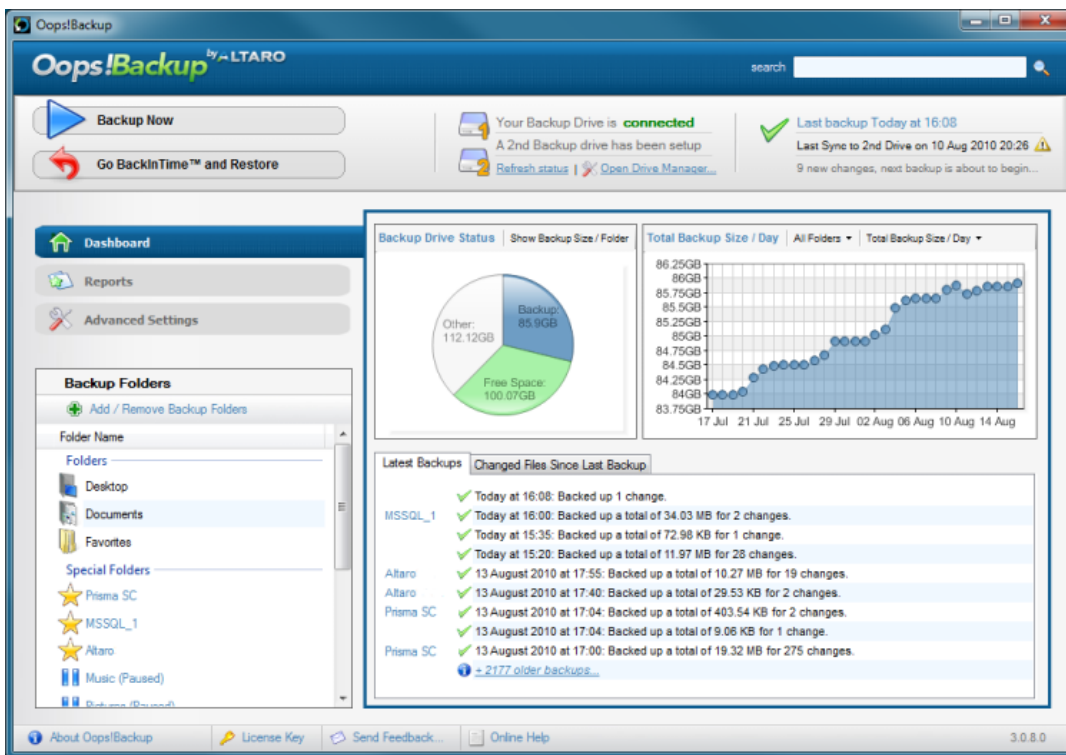 Oops!Backup
Oops!Backup by ALTARO
search
Backup Now
Go BackInTime™ and Restore
Your Backup Drive is connected
A 2nd Backup drive has been setup
Refresh status | Open Drive Manager...
Last backup Today at 16:08
Last Sync to 2nd Drive on 10 Aug 2010 20:26
9 new changes, next backup is about to begin...
Dashboard
Reports
Advanced Settings
Backup Folders
Add / Remove Backup Folders
Folder Name
Folders
Desktop
Documents
Favorites
Special Folders
Prisma SC
MSSQL_1
Altaro
Music (Paused)
Pictures (Paused)
Backup Drive Status Show Backup Size / Folder
Other: 112.12GB
Backup: 85.9GB
Free Space: 100.07GB
Total Backup Size / Day All Folders Total Backup Size / Day
86.25GB
86GB
85.75GB
85.5GB
85.25GB
85GB
84.75GB
84.5GB
84.25GB
84GB
83.75GB
17 Jul 21 Jul 25 Jul 29 Jul 02 Aug 06 Aug 10 Aug 14 Aug
Latest Backups Changed Files Since Last Backup
Today at 16:08: Backed up 1 change.
MSSQL_1 Today at 16:00: Backed up a total of 34.03 MB for 2 changes.
Today at 15:35: Backed up a total of 72.98 KB for 1 change.
Today at 15:20: Backed up a total of 11.97 MB for 28 changes.
Altaro 13 August 2010 at 17:55: Backed up a total of 10.27 MB for 19 changes.
Altaro 13 August 2010 at 17:40: Backed up a total of 29.53 KB for 2 changes.
Prisma SC 13 August 2010 at 17:04: Backed up a total of 403.54 KB for 2 changes.
13 August 2010 at 17:04: Backed up a total of 9.06 KB for 1 change.
Prisma SC 13 August 2010 at 17:00: Backed up a total of 19.32 MB for 275 changes.
+ 2177 older backups...
About Oops!Backup License Key Send Feedback... Online Help 3.0.8.0